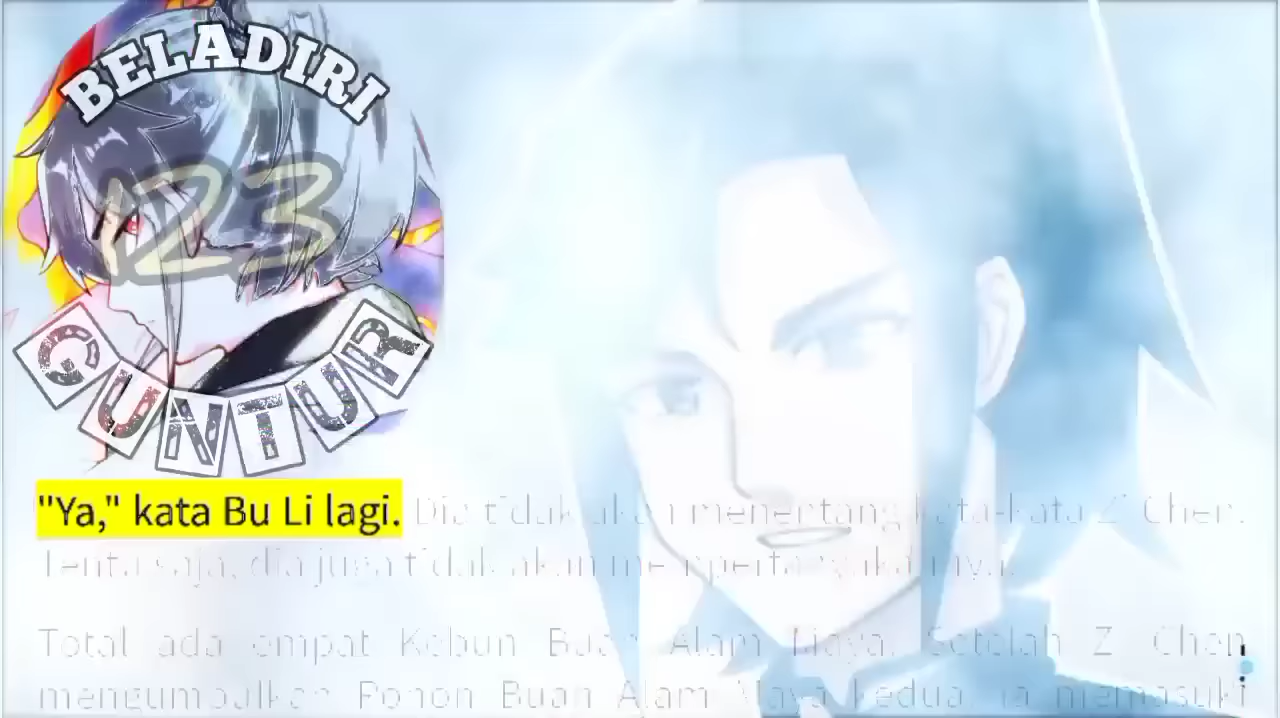 BELADIRI
123
GUNTUR
"Ya," kata Bu Li lagi. Dia tidak akan menentang kata-kata Zi Chen.
Tentu saja, dia juga tidak akan mempertanyakannya.
Total ada empat Kebun Buah Alam Maya. Setelah Zi Chen
mengumpulkan Pohon Buah Alam Maya kedua, ia memasuki